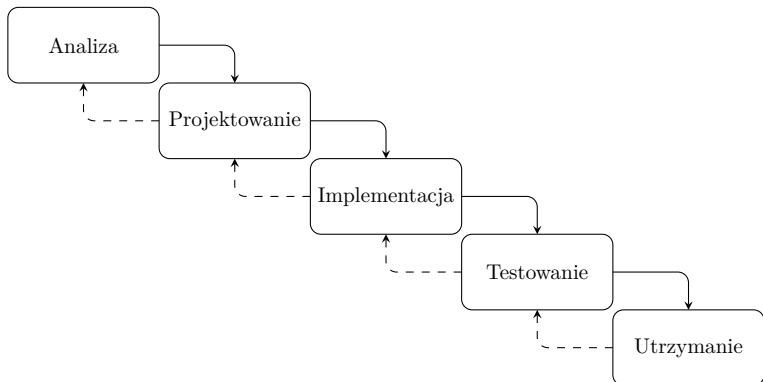 Analiza
Projektowanie
Implementacja
Testowanie
Utrzymanie